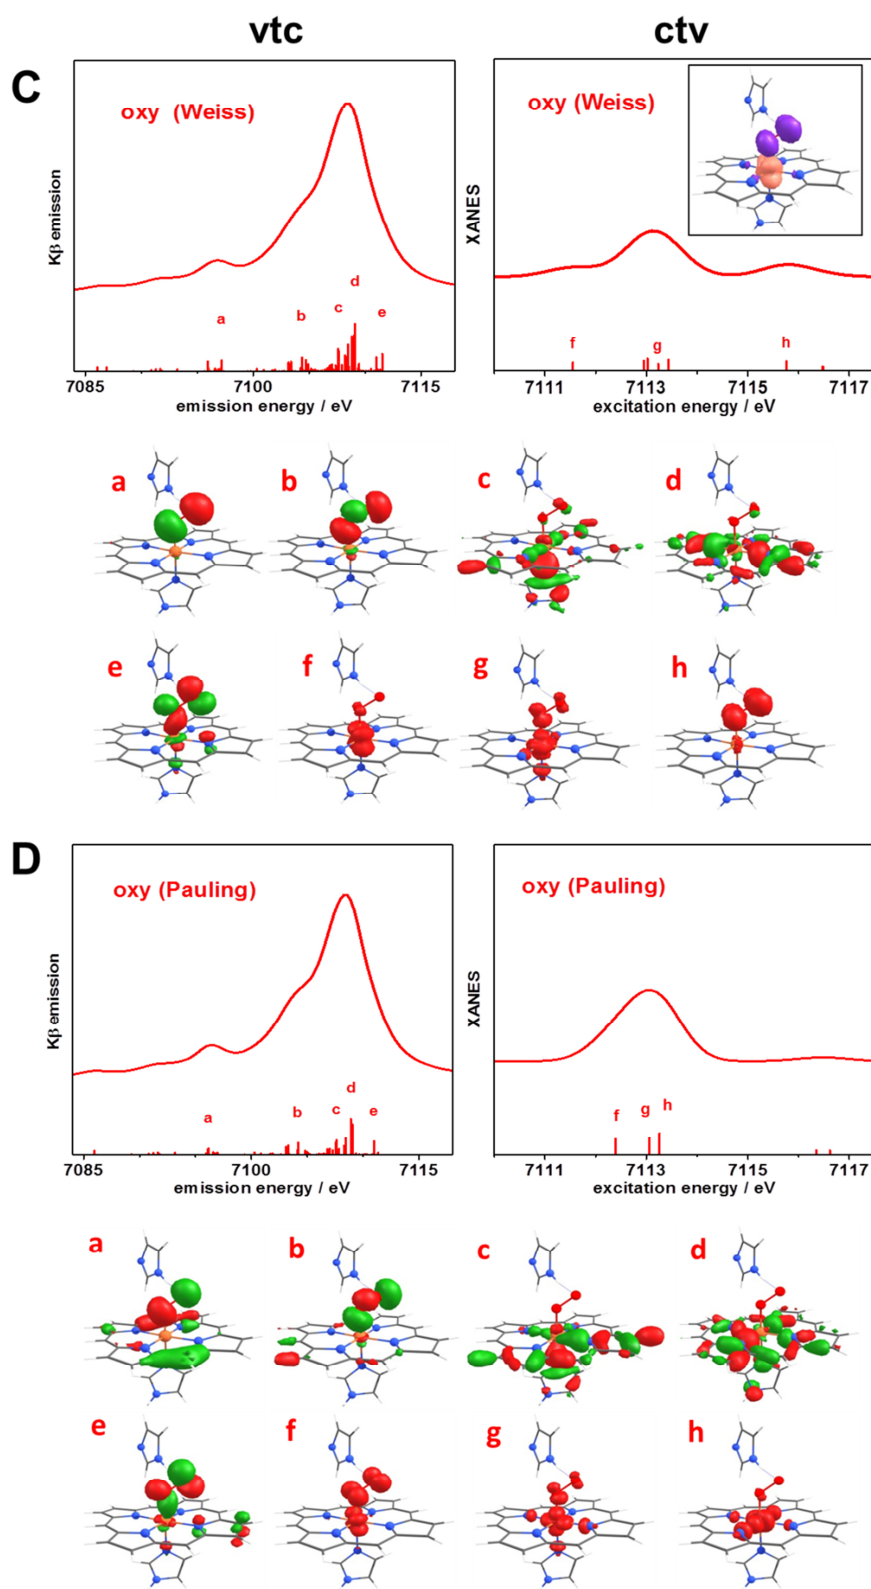 vtc ctv
C
oxy (Weiss)
Kβ emission
a b c d e
7085 7100 7115
emission energy / eV
oxy (Weiss)
XANES
f g h
7111 7113 7115 7117
excitation energy / eV
a b c d
e f g h
D
oxy (Pauling)
Kβ emission
a b c d e
7085 7100 7115
emission energy / eV
oxy (Pauling)
XANES
f g h
7111 7113 7115 7117
excitation energy / eV
a b c d
e f g h